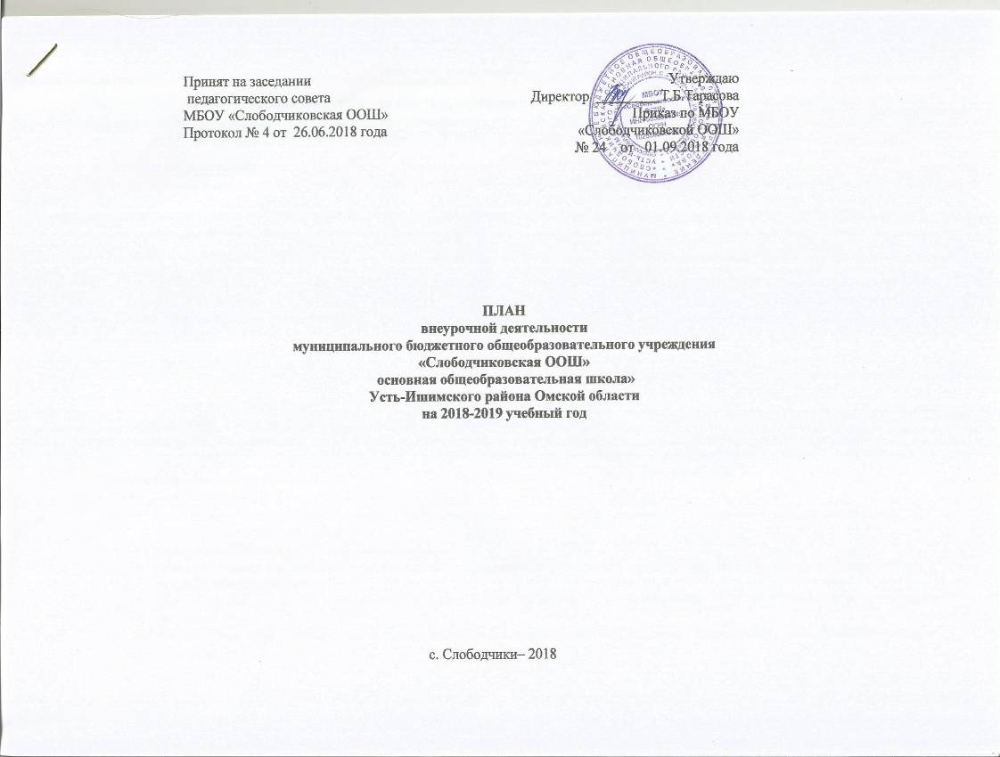 Принят на заседании
педагогического совета
МБОУ «Слободчиковская ООШ»
Протокол № 4 от 26.06.2018 года
Утверждаю
Директор Т.Б.Тарасова
Приказ по МБОУ
«Слободчиковской ООШ»
№ 24 от 01.09.2018 года
МБОУ
ПЛАН
внеурочной деятельности
муниципального бюджетного общеобразовательного учреждения
«Слободчиковская ООШ»
основная общеобразовательная школа»
Усть-Ишимского района Омской области
на 2018-2019 учебный год
с. Слободчики– 2018